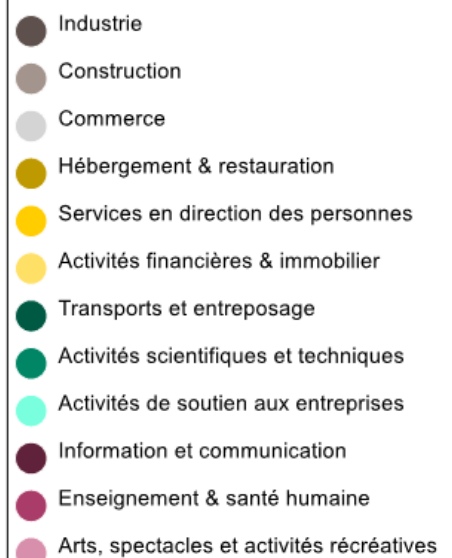 Industrie
Construction
Commerce
Hébergement & restauration
Services en direction des personnes
Activités financières & immobilier
Transports et entreposage
Activités scientifiques et techniques
Activités de soutien aux entreprises
Information et communication
Enseignement & santé humaine
Arts, spectacles et activités récréatives